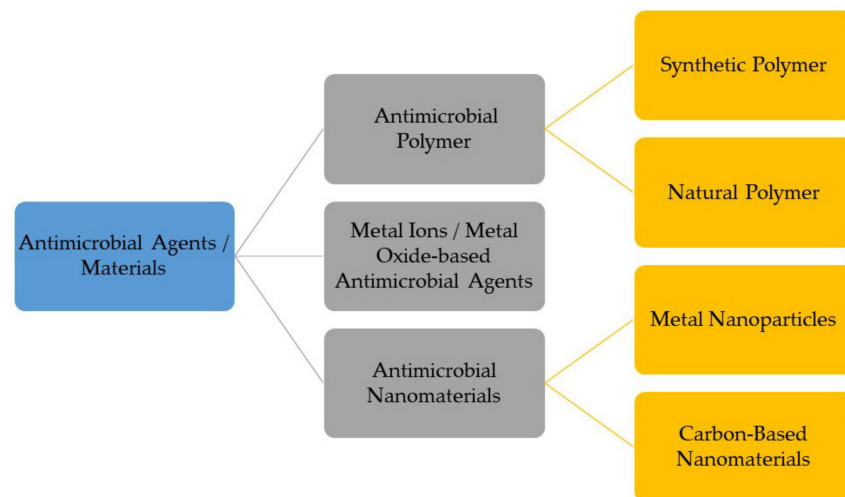 Antimicrobial Agents /
Materials
Antimicrobial
Polymer
Metal Ions / Metal
Oxide-based
Antimicrobial Agents
Antimicrobial
Nanomaterials
Synthetic Polymer
Natural Polymer
Metal Nanoparticles
Carbon-Based
Nanomaterials